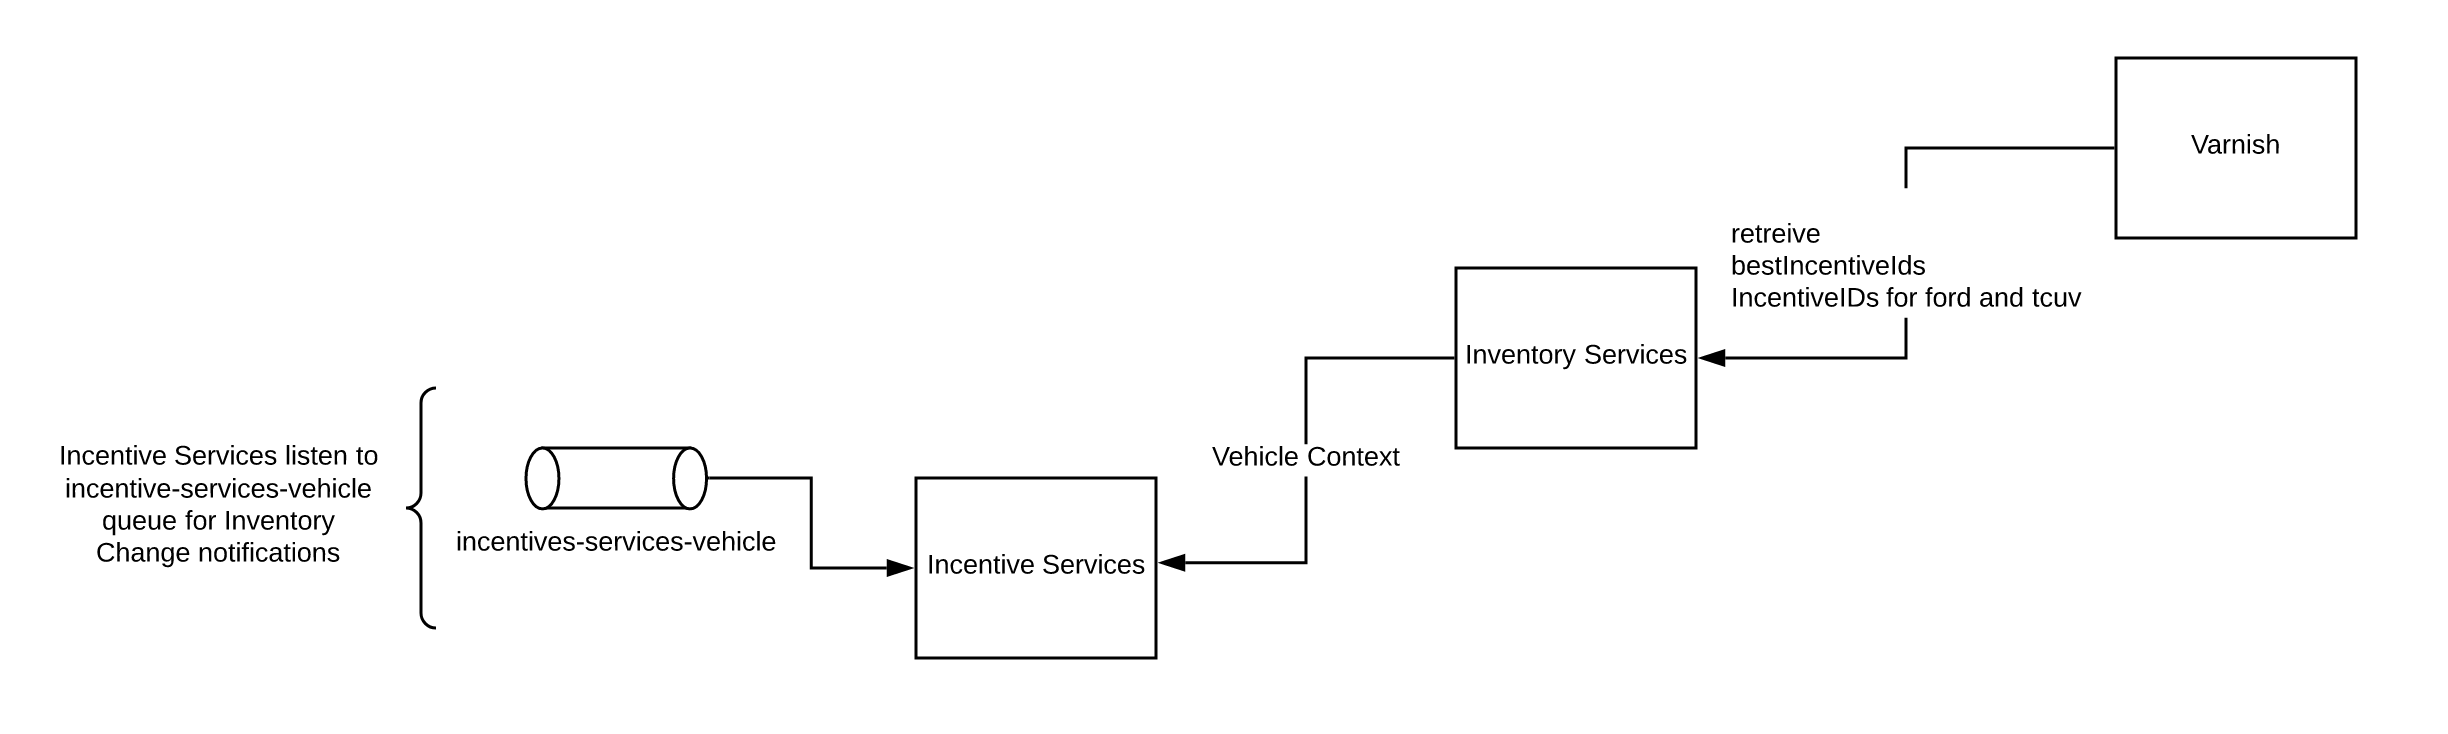 Varnish
retreive
bestIncentiveIds
IncentiveIDs for ford and tcuv
Inventory Services
Vehicle Context
Incentive Services listen to
incentive-services-vehicle
queue for Inventory
Change notifications
incentives-services-vehicle
Incentive Services